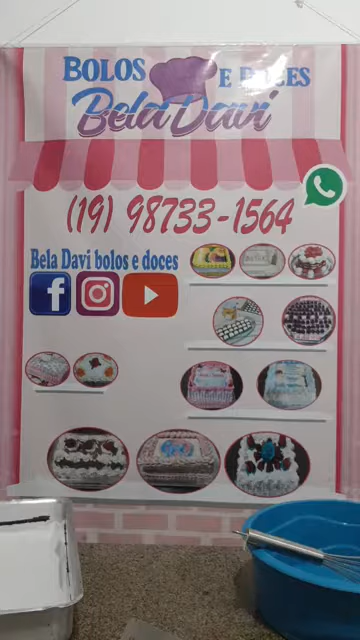 BOLOS E DOCES
Bela Davi
(19) 98733-1564
Bela Davi bolos e doces